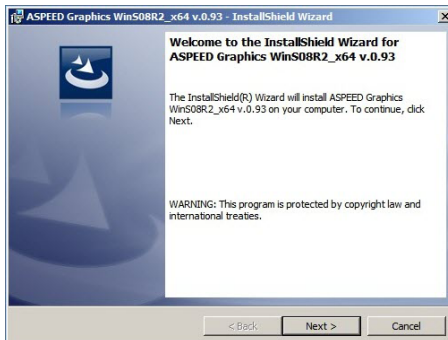 ASPEED Graphics WinS08R2_x64 v.0.93 - InstallShield Wizard
Welcome to the InstallShield Wizard for
ASPEED Graphics WinS08R2_x64 v.0.93
The InstallShield(R) Wizard will install ASPEED Graphics
WinS08R2_x64 v.0.93 on your computer. To continue, click
Next.
WARNING: This program is protected by copyright law and
international treaties.
< Back
Next >
Cancel